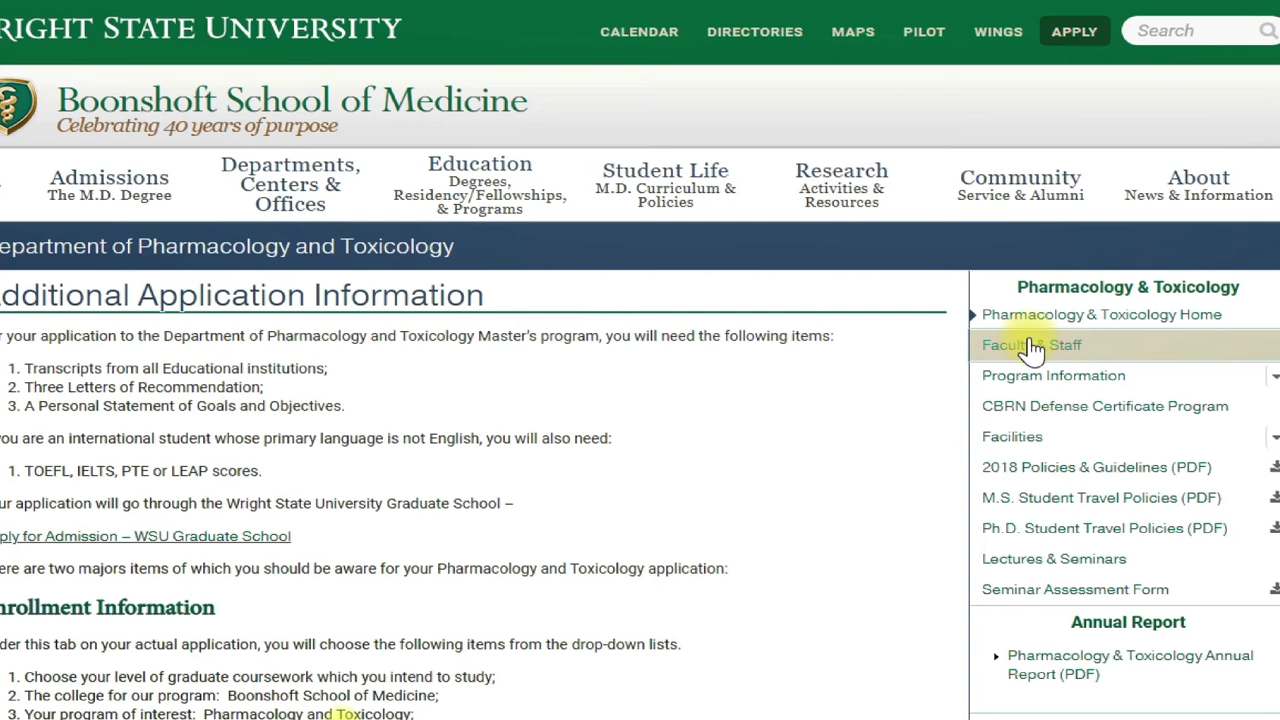 RIGHT STATE UNIVERSITY
CALENDAR DIRECTORIES MAPS PILOT WINGS APPLY Search
Boonshoft School of Medicine
Celebrating 40 years of purpose
Admissions
The M.D. Degree
Departments,
Centers &
Offices
Education
Degrees,
Residency/Fellowships,
& Programs
Student Life
M.D. Curriculum &
Policies
Research
Activities &
Resources
Community
Service & Alumni
About
News & Information
epartment of Pharmacology and Toxicology
dditional Application Information
r your application to the Department of Pharmacology and Toxicology Master's program, you will need the following items:
1. Transcripts from all Educational institutions;
2. Three Letters of Recommendation;
3. A Personal Statement of Goals and Objectives.
ou are an international student whose primary language is not English, you will also need:
1. TOEFL, IELTS, PTE or LEAP scores.
ur application will go through the Wright State University Graduate School –
ply for Admission – WSU Graduate School
ere are two majors items of which you should be aware for your Pharmacology and Toxicology application:
nrollment Information
der this tab on your actual application, you will choose the following items from the drop-down lists.
1. Choose your level of graduate coursework which you intend to study;
2. The college for our program: Boonshoft School of Medicine;
3. Your program of interest: Pharmacology and Toxicology;
Pharmacology & Toxicology
Pharmacology & Toxicology Home
Faculty & Staff
Program Information
CBRN Defense Certificate Program
Facilities
2018 Policies & Guidelines (PDF)
M.S. Student Travel Policies (PDF)
Ph.D. Student Travel Policies (PDF)
Lectures & Seminars
Seminar Assessment Form
Annual Report
Pharmacology & Toxicology Annual
Report (PDF)